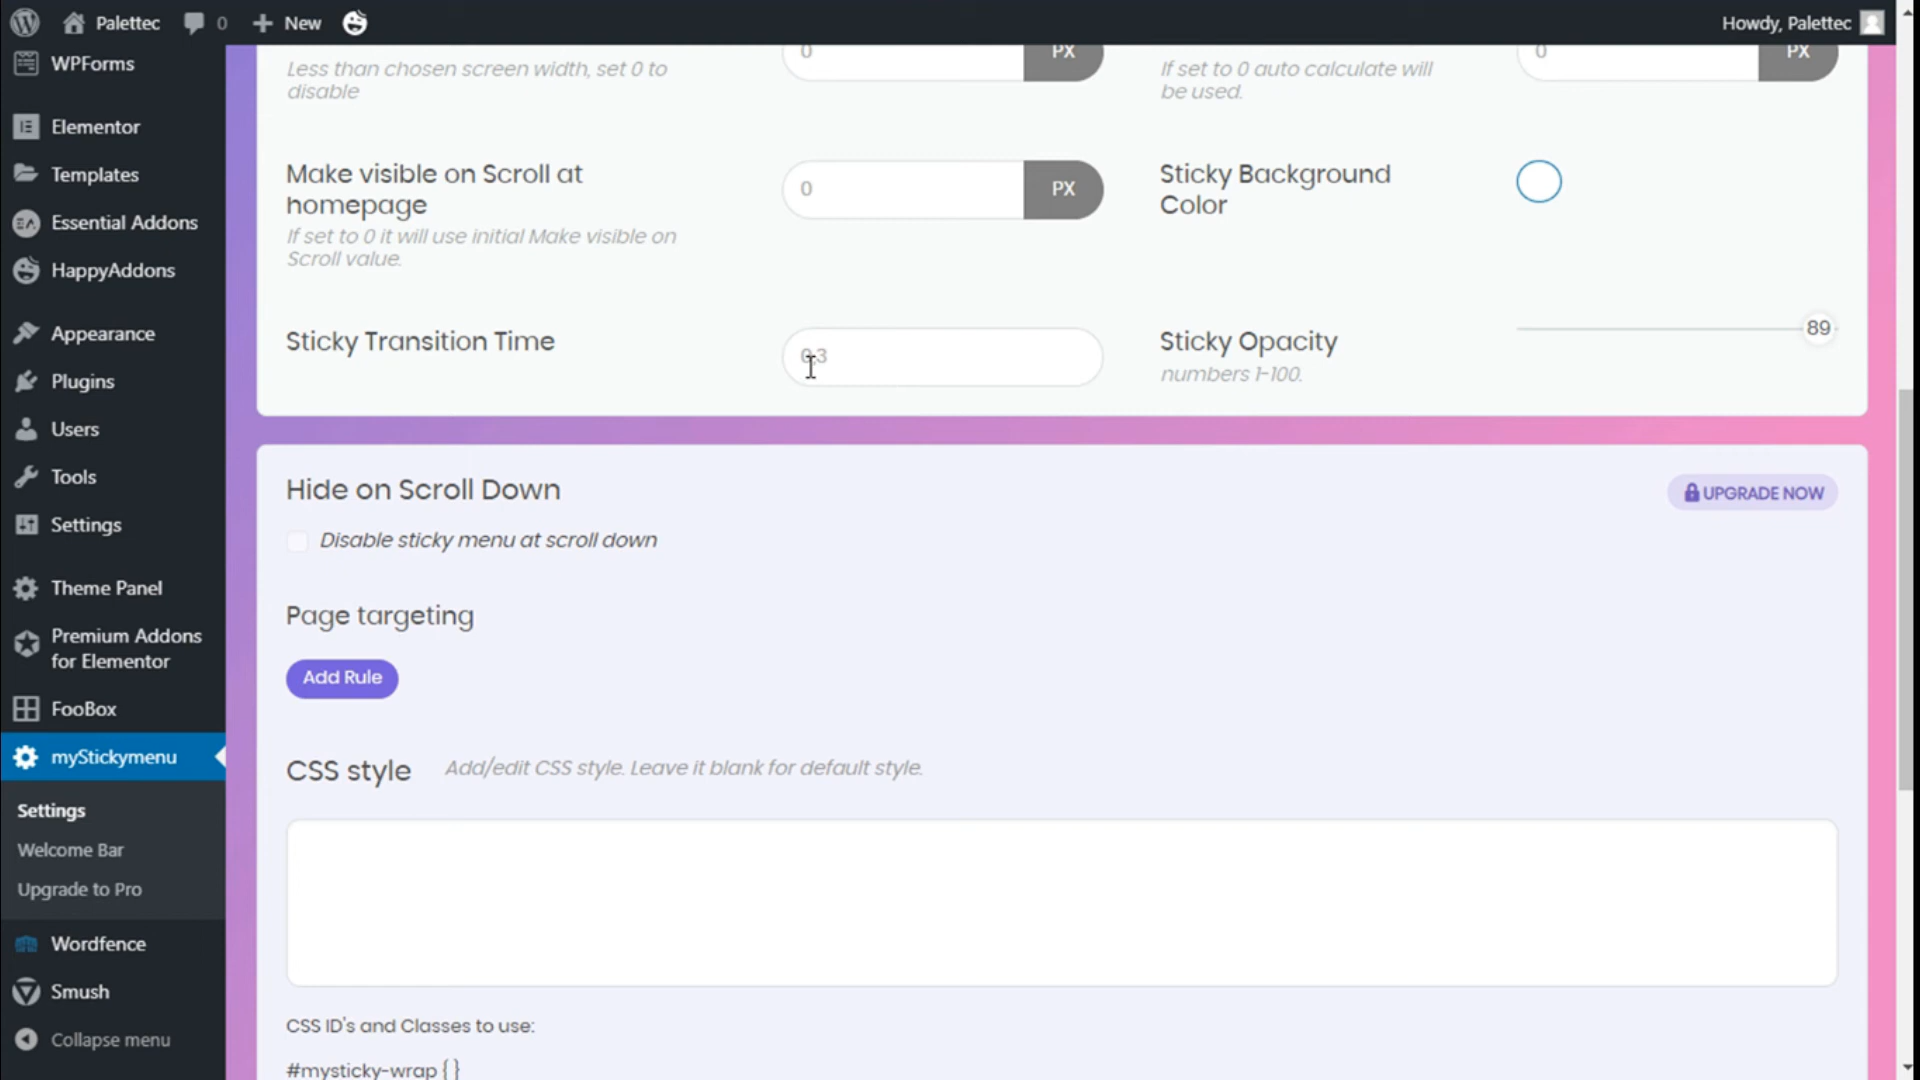 Palettec
0
New
Howdy, Palettec
WPForms
Elementor
Templates
Essential Addons
HappyAddons
Appearance
Plugins
Users
Tools
Settings
Theme Panel
Premium Addons
for Elementor
FooBox
myStickymenu
Settings
Welcome Bar
Upgrade to Pro
Wordfence
Smush
Collapse menu
Less than chosen screen width, set 0 to
disable
0
PX
If set to 0 auto calculate will
be used.
0
PX
Make visible on Scroll at
homepage
If set to 0 it will use initial Make visible on
Scroll value.
0
PX
Sticky Background
Color
Sticky Transition Time
0.3
Sticky Opacity
numbers 1-100.
89
Hide on Scroll Down
UPGRADE NOW
Disable sticky menu at scroll down
Page targeting
Add Rule
CSS style
Add/edit CSS style. Leave it blank for default style.
CSS ID's and Classes to use:
#mysticky-wrap { }